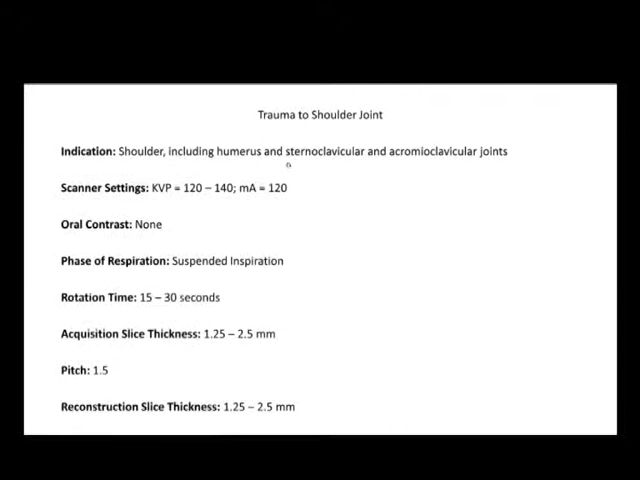 Trauma to Shoulder Joint
Indication: Shoulder, including humerus and sternoclavicular and acromioclavicular joints
Scanner Settings: KVP = 120 – 140; mA = 120
Oral Contrast: None
Phase of Respiration: Suspended Inspiration
Rotation Time: 15 – 30 seconds
Acquisition Slice Thickness: 1.25 – 2.5 mm
Pitch: 1.5
Reconstruction Slice Thickness: 1.25 – 2.5 mm